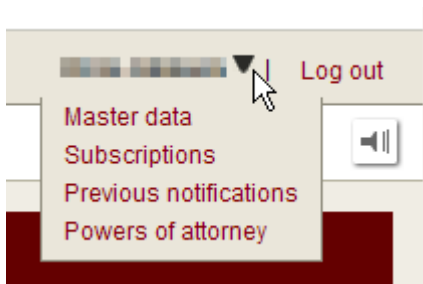 | Log out
Master data
Subscriptions
Previous notifications
Powers of attorney